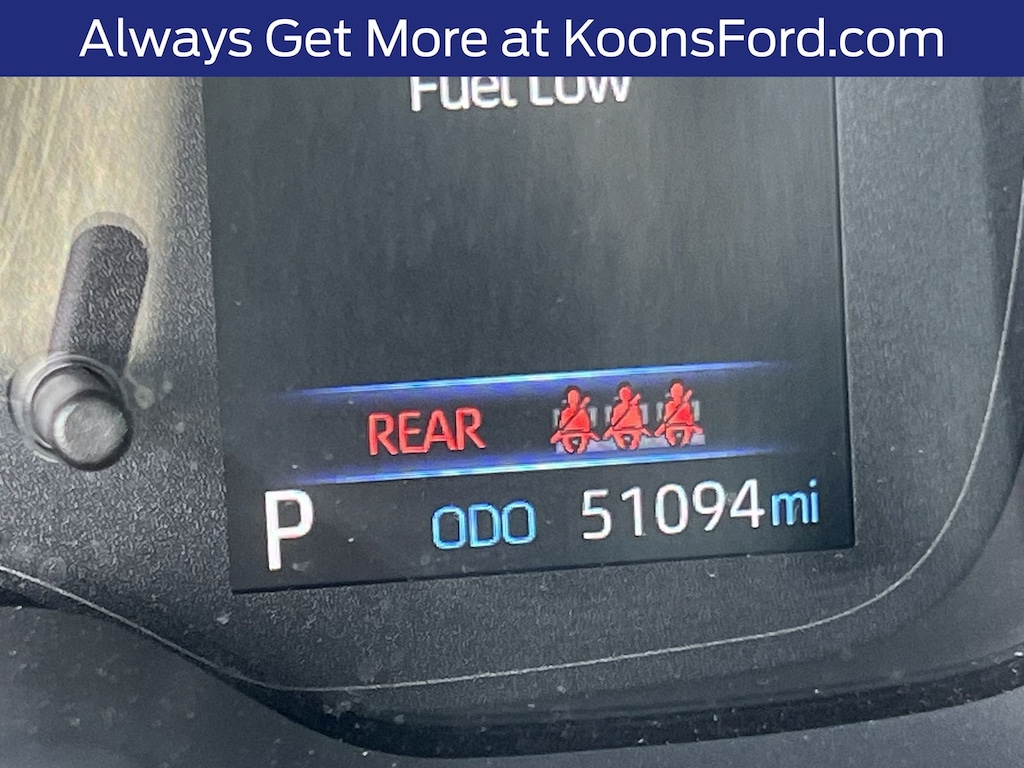 Always Get More at KoonsFord.com
Fuel Low
REAR
P ODO 51094 mi